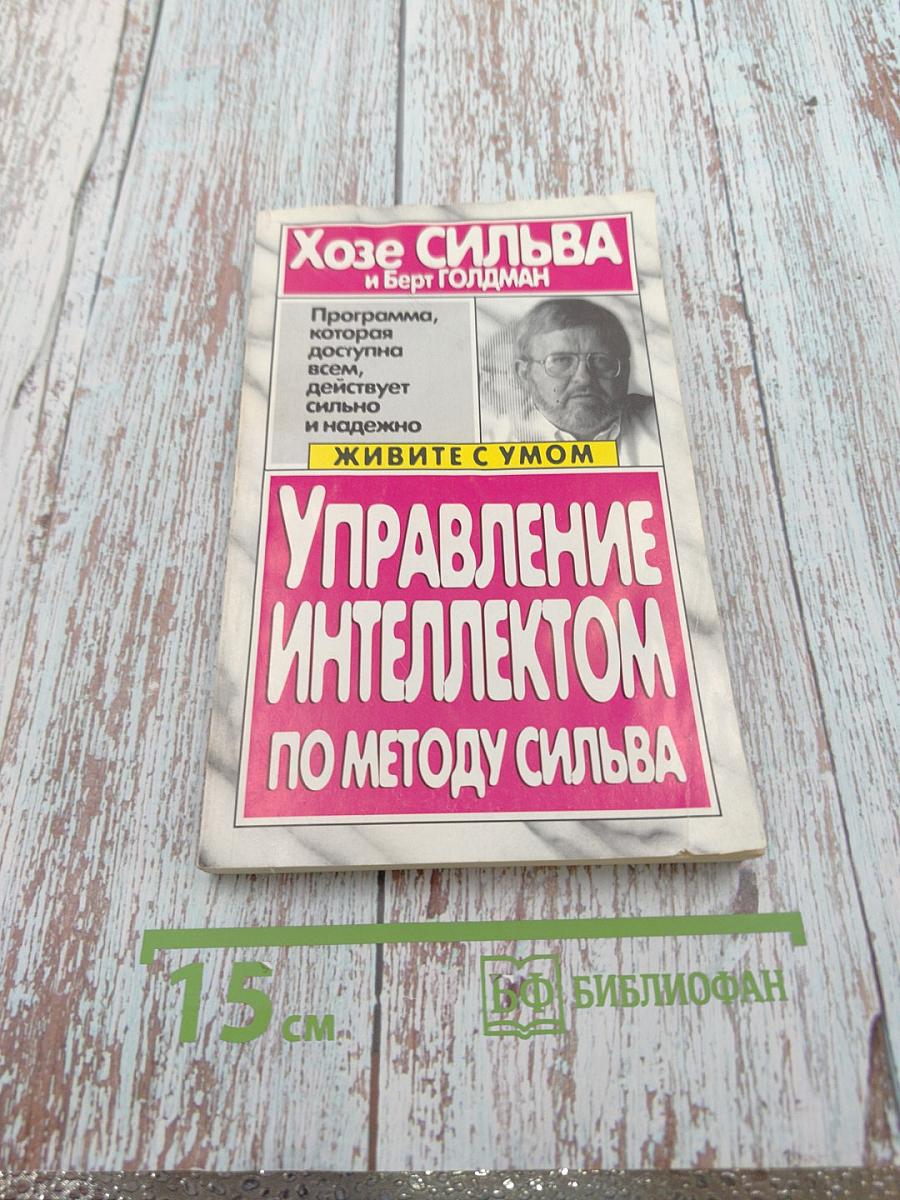 Хозе СИЛЬВА
и Берт ГОЛДМАН
Программа,
которая
доступна
всем,
действует
сильно
и надежно
ЖИВИТЕ С УМОМ
УПРАВЛЕНИЕ
ИНТЕЛЛЕКТОМ
ПО МЕТОДУ СИЛЬВА
15 см
БФ БИБЛИОФАН